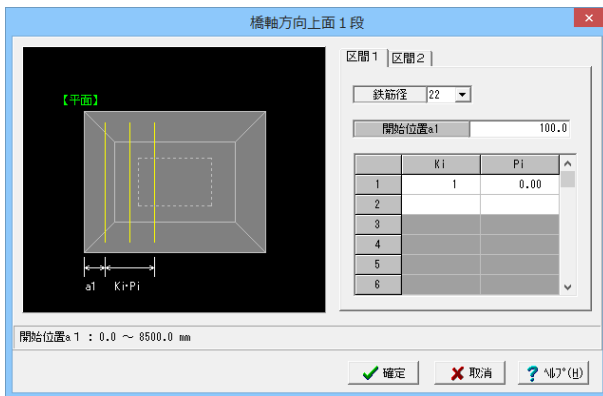 橋軸方向上面１段
×
区間１ 区間２
【平面】
a1 Ki・Pi
鉄筋径 22
開始位置a1 100.0
Ki Pi
1 1 0.00
2
3
4
5
6
開始位置a１ : 0.0 ～ 8500.0 mm
確定 取消 ﾍﾙﾌﾟ(H)